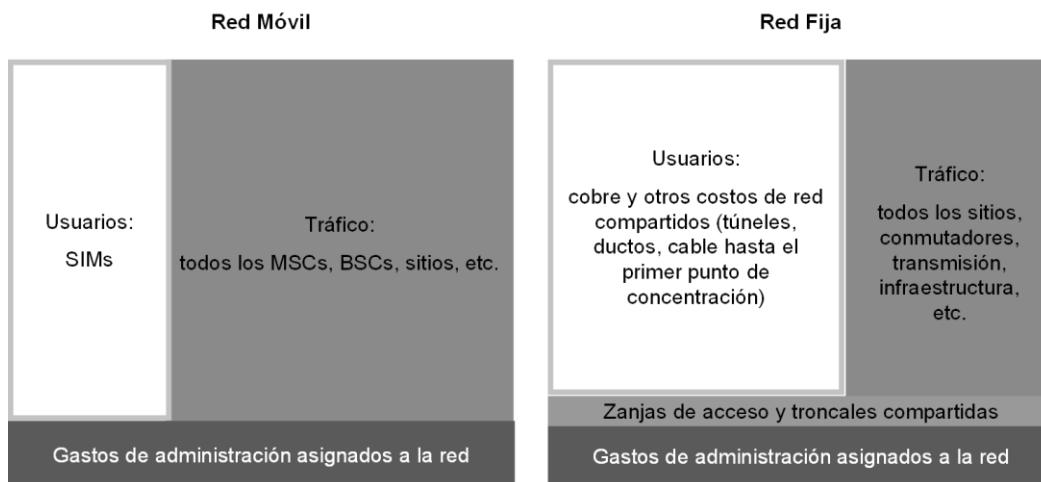 Red Móvil
Usuarios:
SIMs
Tráfico:
todos los MSCs, BSCs, sitios, etc.
Gastos de administración asignados a la red
Red Fija
Usuarios:
cobre y otros costos de red
compartidos (túneles,
ductos, cable hasta el
primer punto de
concentración)
Tráfico:
todos los sitios,
conmutadores,
transmisión,
infraestructura,
etc.
Zanjas de acceso y troncales compartidas
Gastos de administración asignados a la red